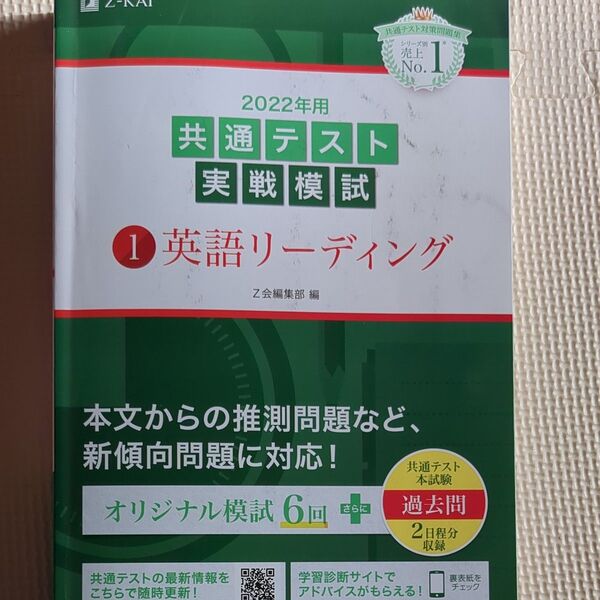 Z-KAI
共通テスト対策問題集
シリーズ別
売上
No.1
2022年用
共通テスト
実戦模試
1 英語リーディング
Z会編集部 編
本文からの推測問題など、
新傾向問題に対応！
オリジナル模試6回
さらに
共通テスト
本試験
過去問
2日程分
収録
共通テストの最新情報を
こちらで随時更新！
学習診断サイトで
アドバイスがもらえる！
裏表紙を
チェック